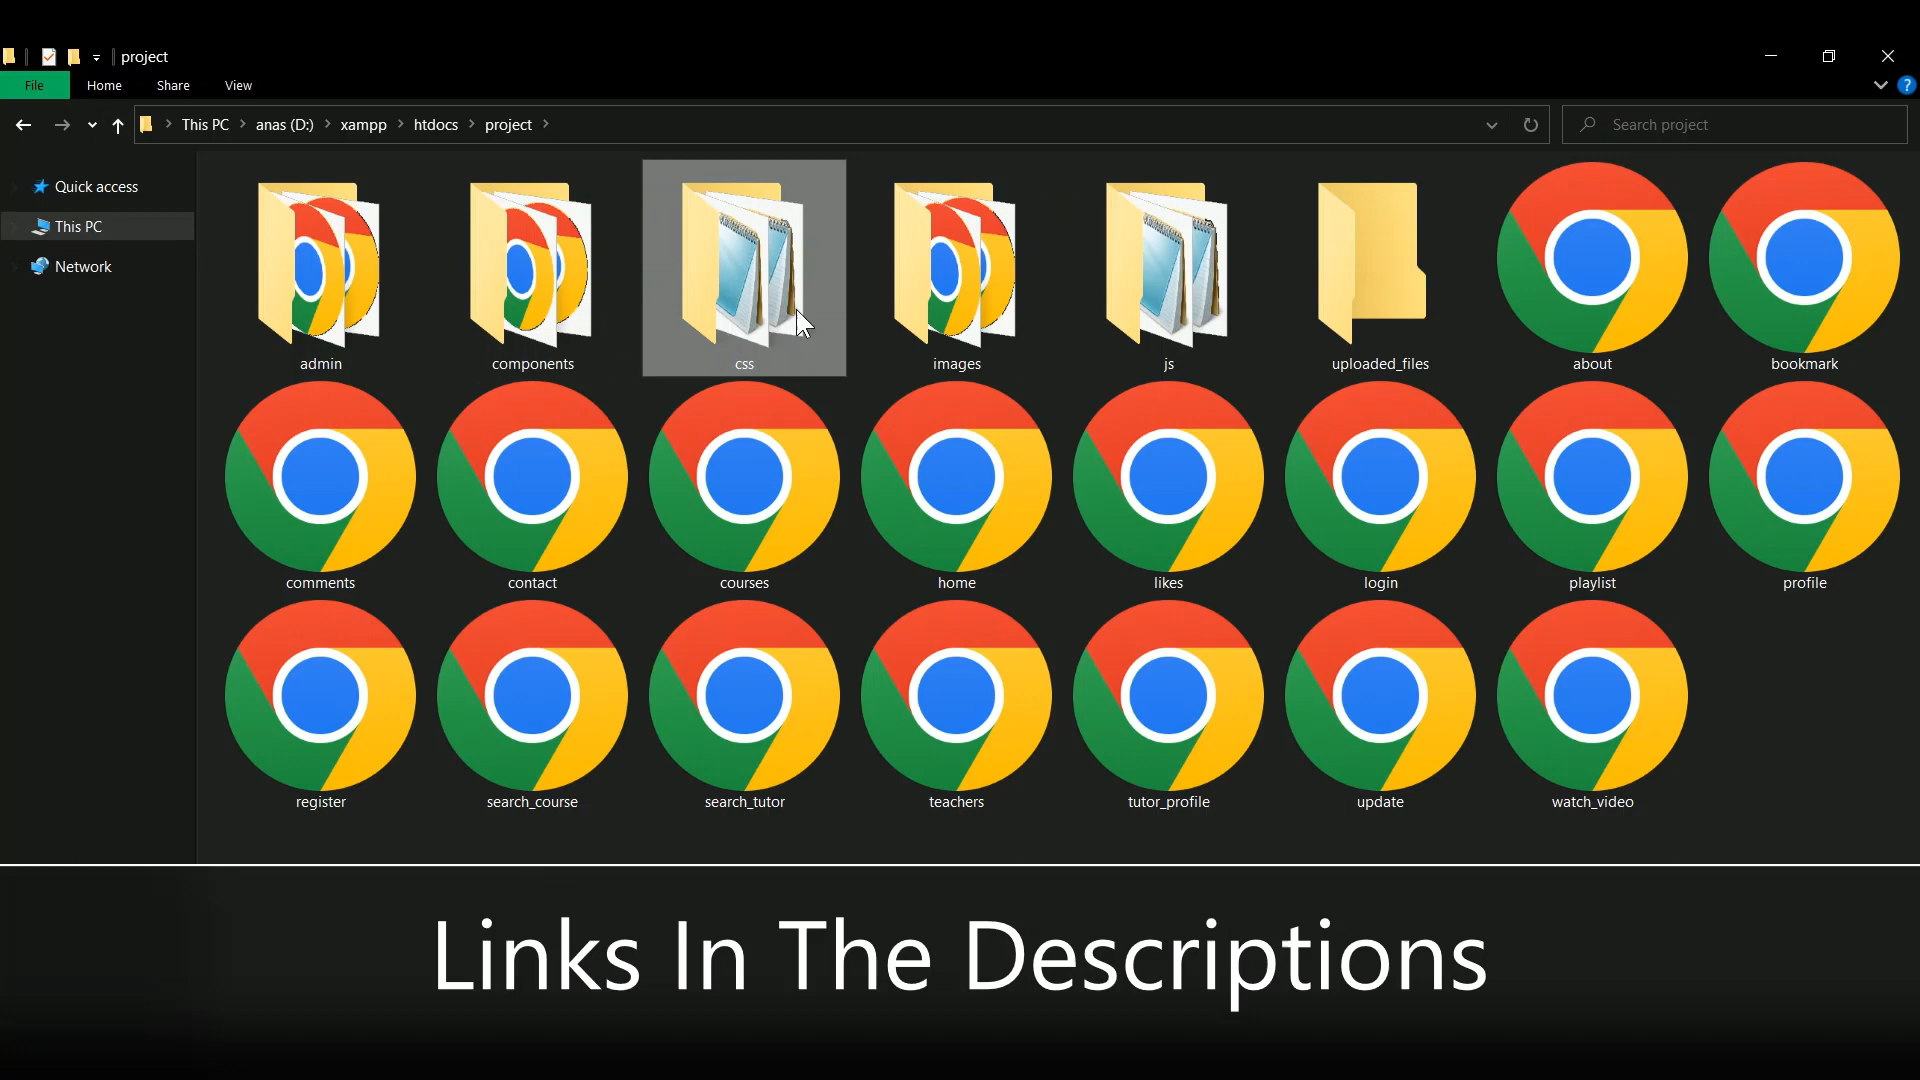 project
File Home Share View
?
This PC > anas (D:) > xampp > htdocs > project >
Search project
Quick access
This PC
Network
admin components css images js uploaded_files about bookmark
comments contact courses home likes login playlist profile
register search_course search_tutor teachers tutor_profile update watch_video
Links In The Descriptions